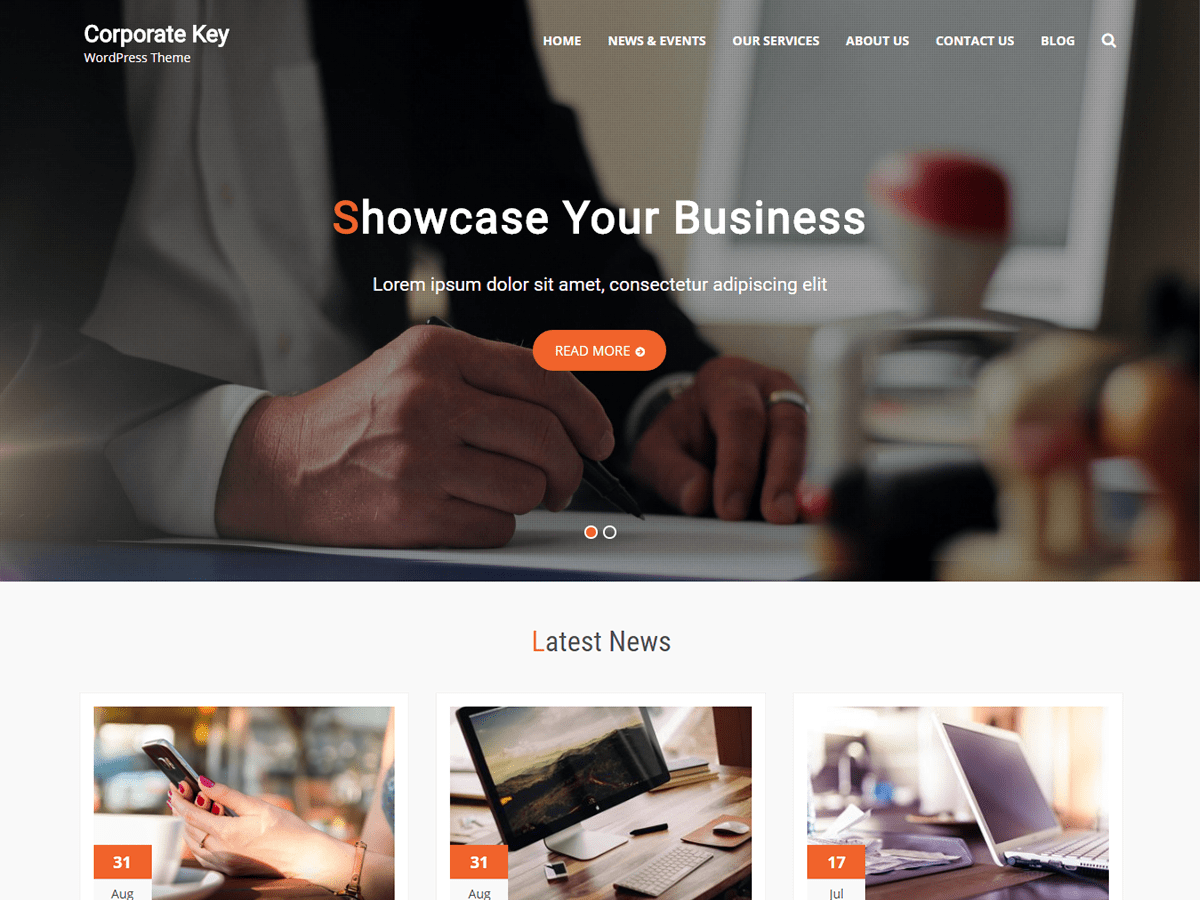 Corporate Key
WordPress Theme
HOME NEWS & EVENTS OUR SERVICES ABOUT US CONTACT US BLOG
Showcase Your Business
Lorem ipsum dolor sit amet, consectetur adipiscing elit
READ MORE
Latest News
31
Aug
31
Aug
17
Jul